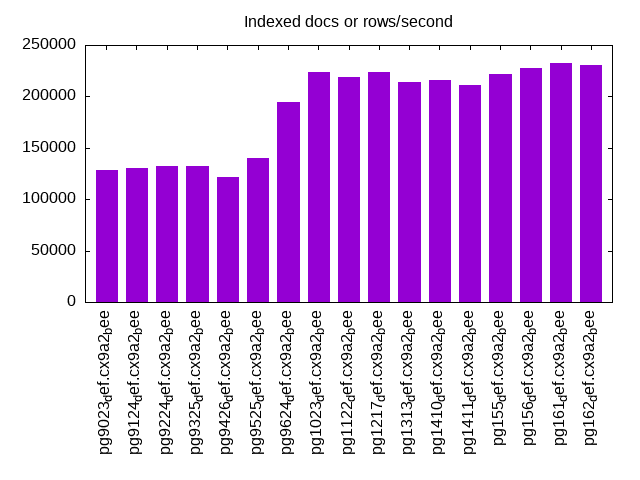 Indexed docs or rows/second
250000
200000
150000
100000
50000
0
pg9023def.cx9a2bee
pg9124def.cx9a2bee
pg9224def.cx9a2bee
pg9325def.cx9a2bee
pg9426def.cx9a2bee
pg9525def.cx9a2bee
pg9624def.cx9a2bee
pg1023def.cx9a2bee
pg1122def.cx9a2bee
pg1217def.cx9a2bee
pg1313def.cx9a2bee
pg1410def.cx9a2bee
pg1411def.cx9a2bee
pg155def.cx9a2bee
pg156def.cx9a2bee
pg161def.cx9a2bee
pg162def.cx9a2bee